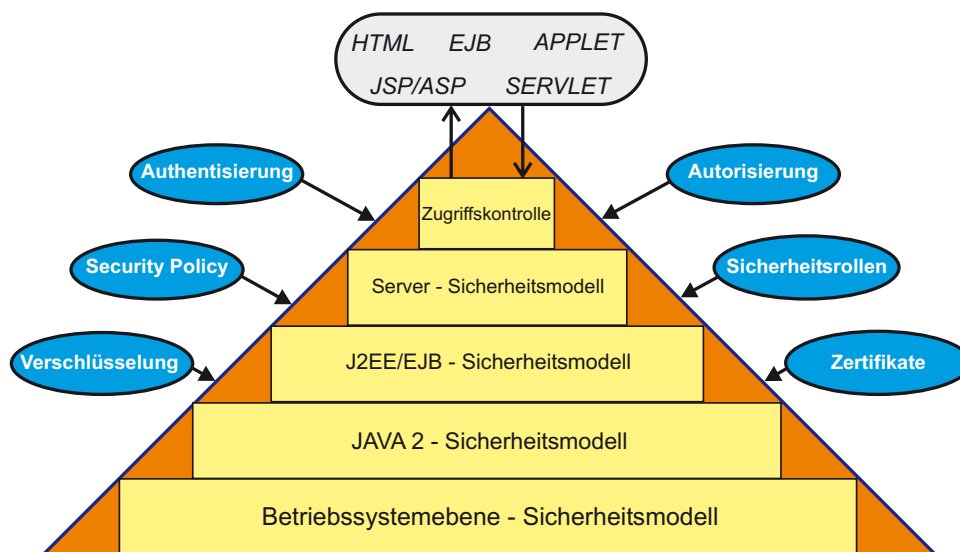 HTML EJB APPLET
JSP/ASP SERVLET
Authentisierung
Autorisierung
Zugriffskontrolle
Security Policy
Sicherheitsrollen
Server - Sicherheitsmodell
Verschlüsselung
Zertifikate
J2EE/EJB - Sicherheitsmodell
JAVA 2 - Sicherheitsmodell
Betriebssystemebene - Sicherheitsmodell